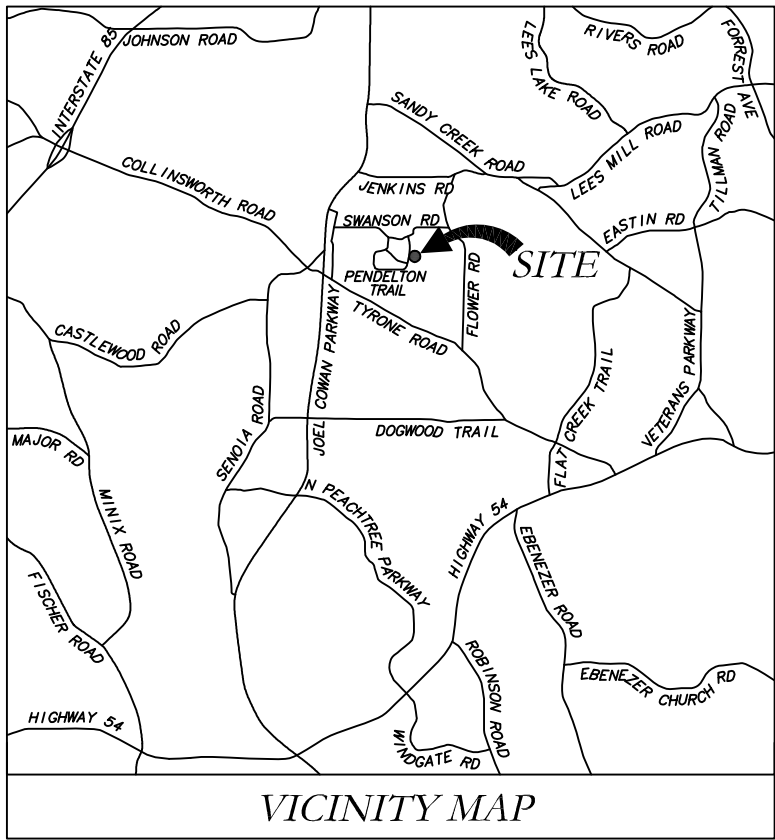 INTERSTATE 85
JOHNSON ROAD
LEES LAKE ROAD
RIVERS ROAD
FORREST AVE
SANDY CREEK ROAD
LEES MILL ROAD
TILLMAN ROAD
COLLINSWORTH ROAD
JENKINS RD
SWANSON RD
EASTIN RD
SITE
PENDELTON
TRAIL
FLOWER RD
TYRONE ROAD
JOEL COWAN PARKWAY
CASTLEWOOD ROAD
FLAT CREEK TRAIL
VETERANS PARKWAY
SENOIA ROAD
DOGWOOD TRAIL
MAJOR RD
MINIX ROAD
N PEACHTREE PARKWAY
HIGHWAY 54
EBENEZER ROAD
FISCHER ROAD
ROBINSON ROAD
EBENEZER CHURCH RD
HIGHWAY 54
WINDGATE RD
VICINITY MAP